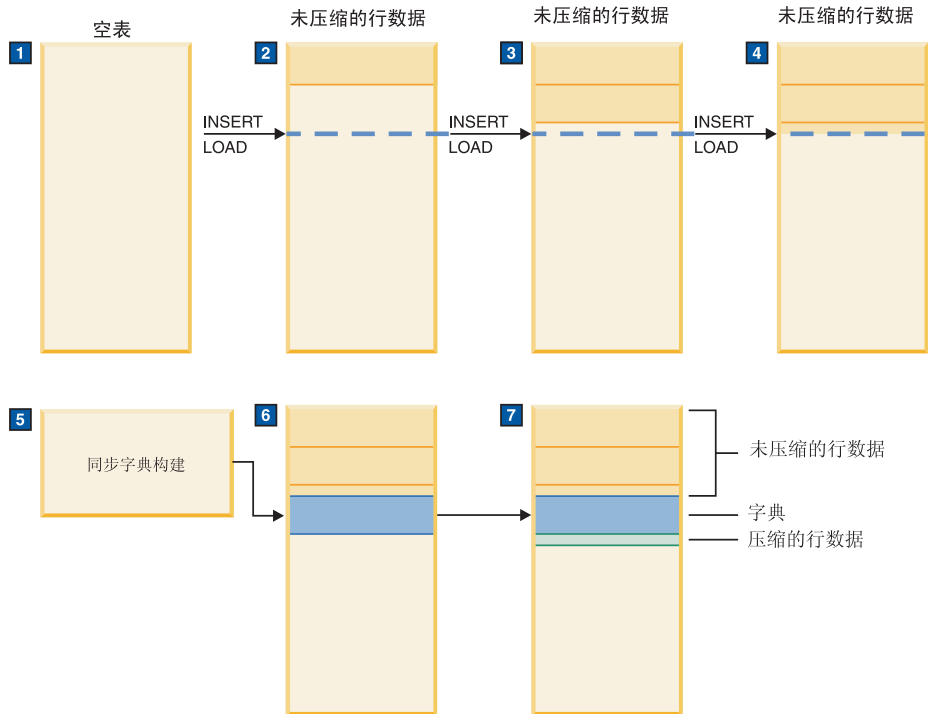 1
空表
2
未压缩的行数据
3
未压缩的行数据
4
未压缩的行数据
INSERT
LOAD
INSERT
LOAD
INSERT
LOAD
5
同步字典构建
6
7
未压缩的行数据
字典
压缩的行数据